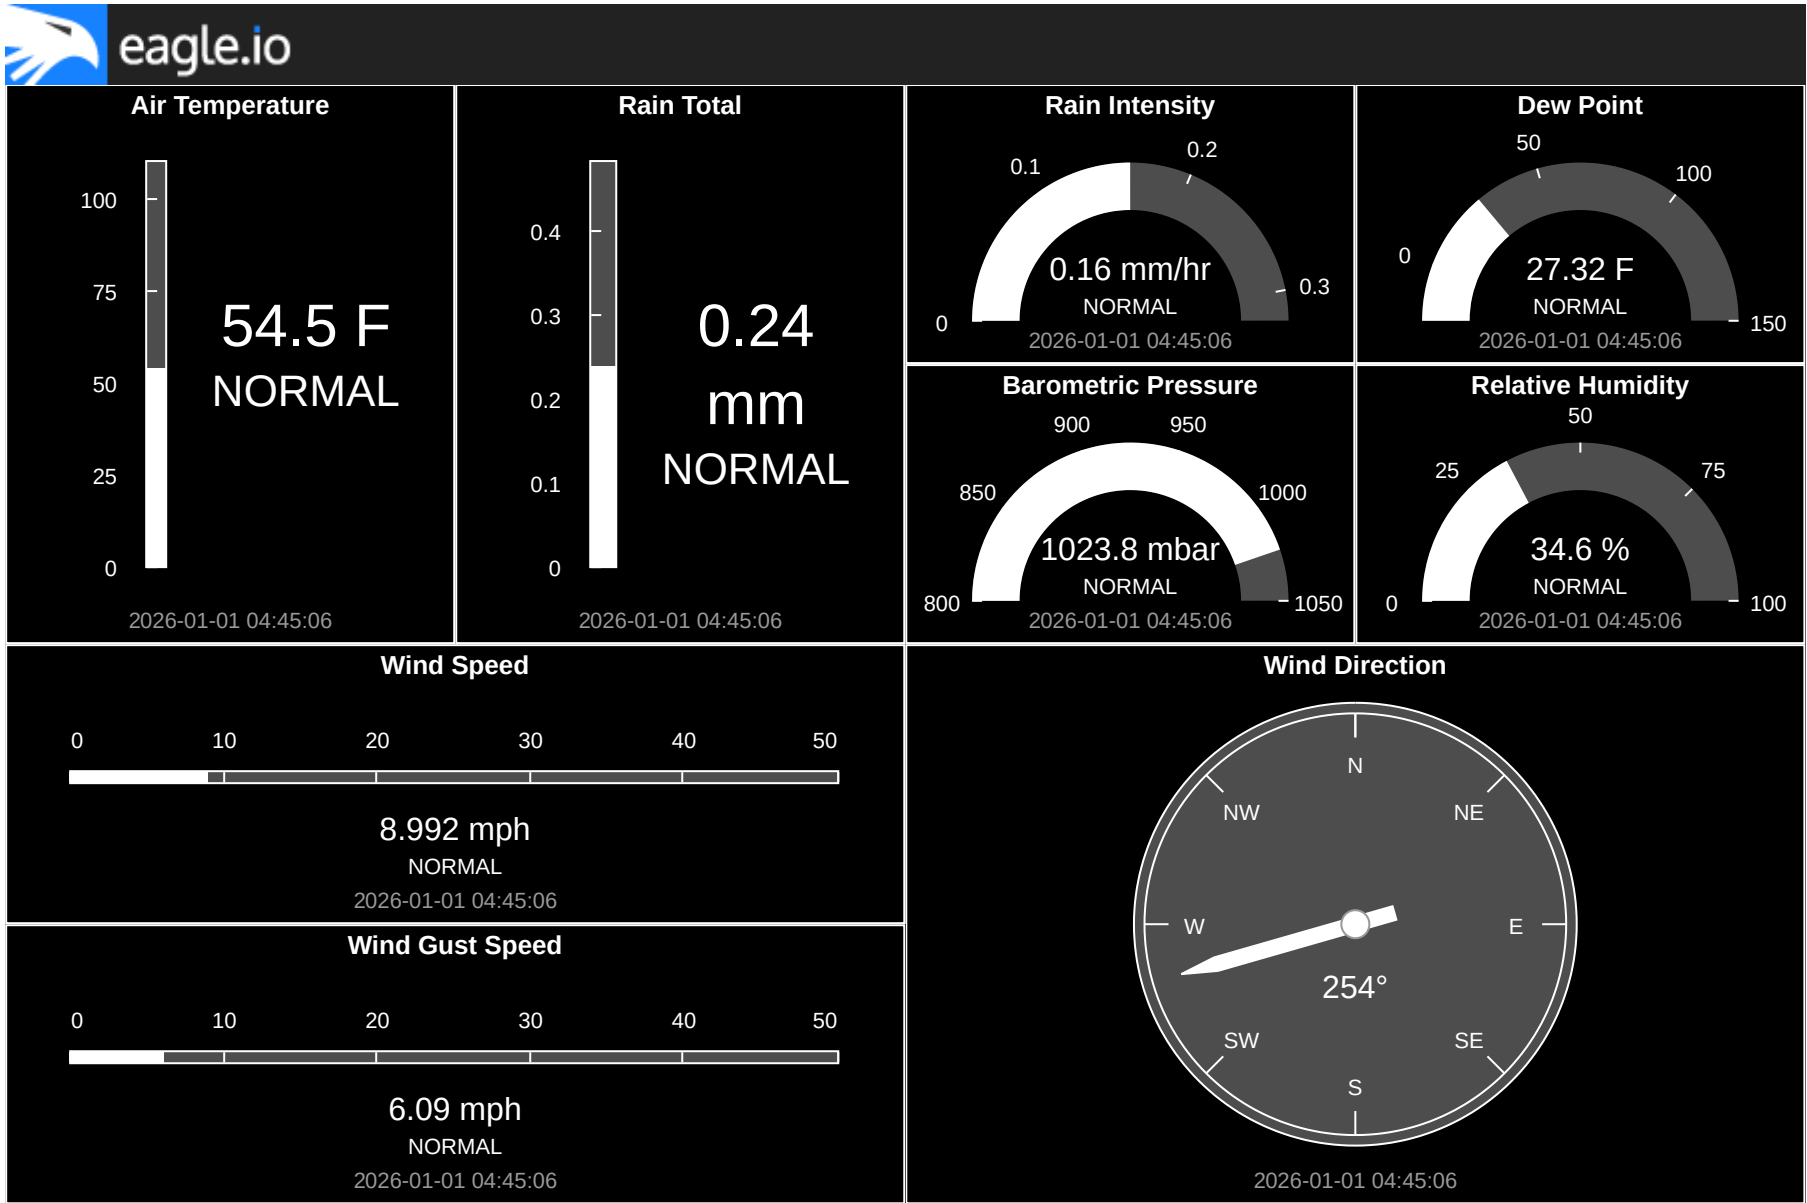 eagle.io
Air Temperature
100
75
50
25
0
54.5 F
NORMAL
2026-01-01 04:45:06
Rain Total
0.4
0.3
0.2
0.1
0
0.24
mm
NORMAL
2026-01-01 04:45:06
Rain Intensity
0
0.1
0.2
0.3
0.16 mm/hr
NORMAL
2026-01-01 04:45:06
Dew Point
0
50
100
150
27.32 F
NORMAL
2026-01-01 04:45:06
Barometric Pressure
800
850
900
950
1000
1050
1023.8 mbar
NORMAL
2026-01-01 04:45:06
Relative Humidity
0
25
50
75
100
34.6 %
NORMAL
2026-01-01 04:45:06
Wind Speed
0 10 20 30 40 50
8.992 mph
NORMAL
2026-01-01 04:45:06
Wind Gust Speed
0 10 20 30 40 50
6.09 mph
NORMAL
2026-01-01 04:45:06
Wind Direction
N
NW NE
W E
254°
SW SE
S
2026-01-01 04:45:06